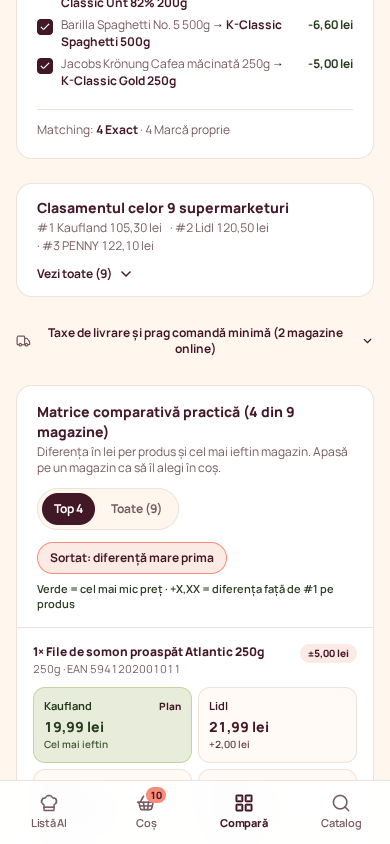 Classic Unt 82% 200g
Barilla Spaghetti No. 5 500g → K-Classic -6,60 lei
Spaghetti 500g
Jacobs Krönung Cafea măcinată 250g → -5,00 lei
K-Classic Gold 250g
Matching: 4 Exact · 4 Marcă proprie
Clasamentul celor 9 supermarketuri
#1 Kaufland 105,30 lei · #2 Lidl 120,50 lei
· #3 PENNY 122,10 lei
Vezi toate (9)
Taxe de livrare și prag comandă minimă (2 magazine
online)
Matrice comparativă practică (4 din 9
magazine)
Diferența în lei per produs și cel mai ieftin magazin. Apasă
pe un magazin ca să îl alegi în coș.
Top 4 Toate (9)
Sortat: diferență mare prima
Verde = cel mai mic preț · +X,XX = diferența față de #1 pe
produs
1× File de somon proaspăt Atlantic 250g ±5,00 lei
250g · EAN 5941202001011
Kaufland Plan Lidl
19,99 lei 21,99 lei
Cel mai ieftin +2,00 lei
10
Listă AI Coș Compară Catalog